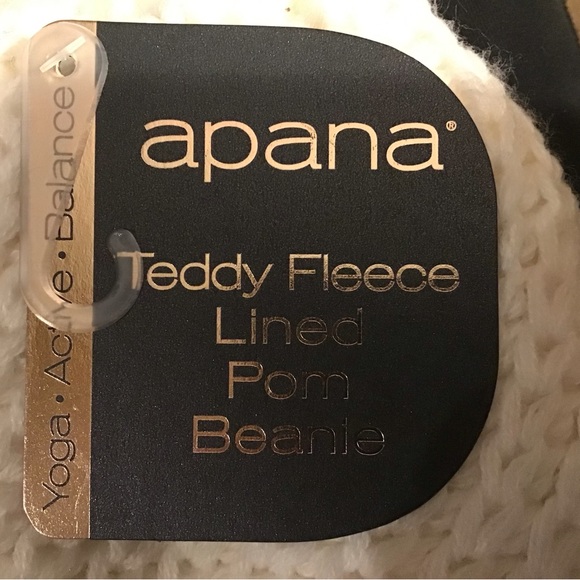 apana®
Teddy Fleece
Lined
Pom
Beanie
Yoga • Active • Balance